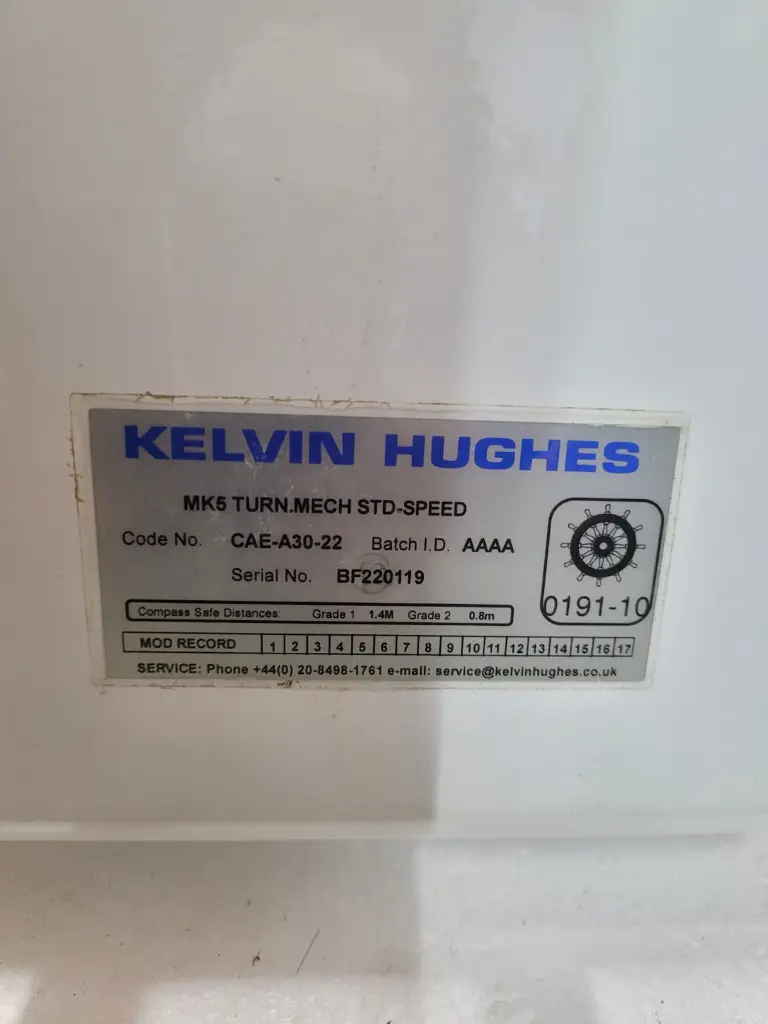 KELVIN HUGHES
MK5 TURN.MECH STD-SPEED
Code No. CAE-A30-22 Batch I.D. AAAA
Serial No. BF220119
0191-10
Compass Safe Distances: Grade 1 1.4M Grade 2 0.8m
MOD RECORD 1 2 3 4 5 6 7 8 9 10 11 12 13 14 15 16 17
SERVICE: Phone +44(0) 20-8498-1761 e-mail: service@kelvinhughes.co.uk